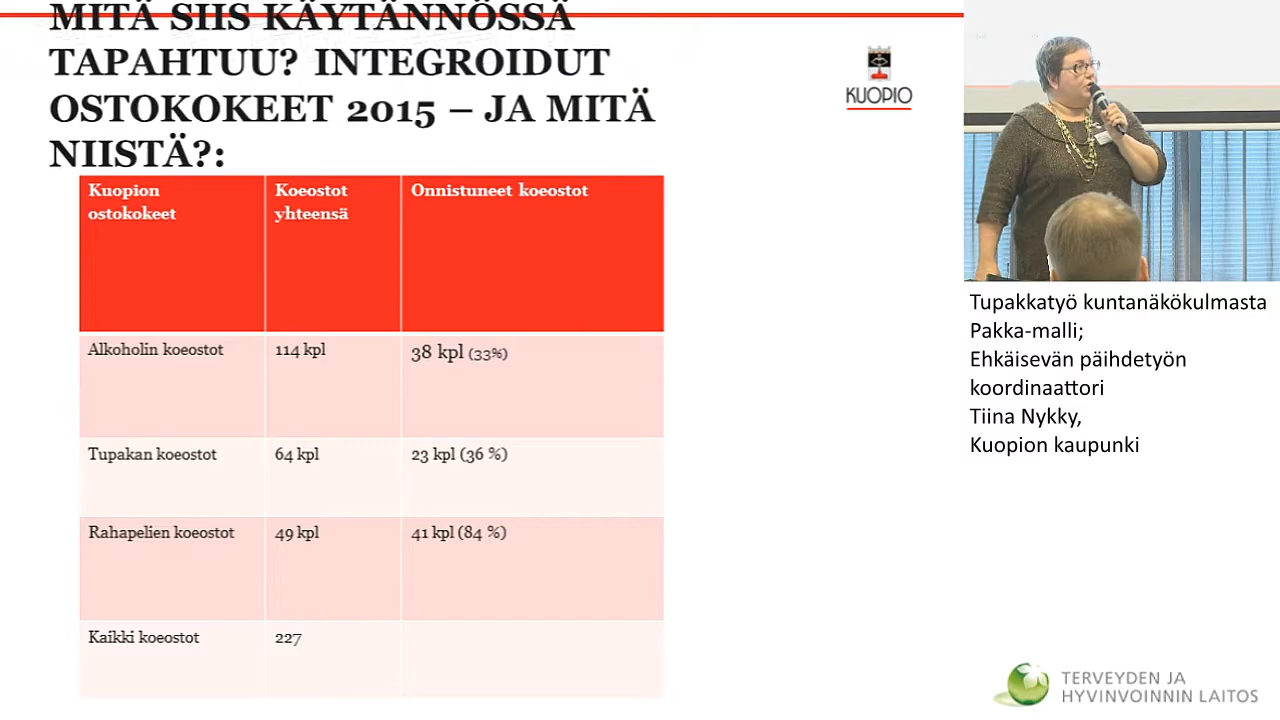 MITÄ SIIS KÄYTÄNNÖSSÄ
TAPAHTUU? INTEGROIDUT
OSTOKOKEET 2015 – JA MITÄ
NIISTÄ?:
KUOPIO
Kuopion
ostokokeet
Koeostot
yhteensä
Onnistuneet koeostot
Alkoholin koeostot
114 kpl
38 kpl (33%)
Tupakan koeostot
64 kpl
23 kpl (36 %)
Rahapelien koeostot
49 kpl
41 kpl (84 %)
Kaikki koeostot
227
Tupakkatyö kuntanäkökulmasta
Pakka-malli;
Ehkäisevän päihdetyön
koordinaattori
Tiina Nykky,
Kuopion kaupunki
TERVEYDEN JA
HYVINVOINNIN LAITOS